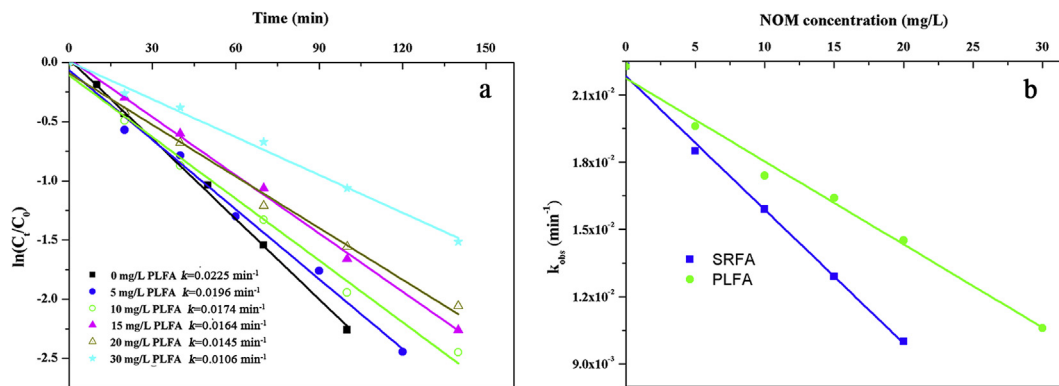 Time (min)
0 30 60 90 120 150
0.0
-0.5
-1.0
-1.5
-2.0
-2.5
ln(Ct/C0)
a
0 mg/L PLFA k=0.0225 min-1
5 mg/L PLFA k=0.0196 min-1
10 mg/L PLFA k=0.0174 min-1
15 mg/L PLFA k=0.0164 min-1
20 mg/L PLFA k=0.0145 min-1
30 mg/L PLFA k=0.0106 min-1
NOM concentration (mg/L)
0 5 10 15 20 25 30
2.1x10-2
1.8x10-2
1.5x10-2
1.2x10-2
9.0x10-3
kobs (min-1)
b
SRFA
PLFA